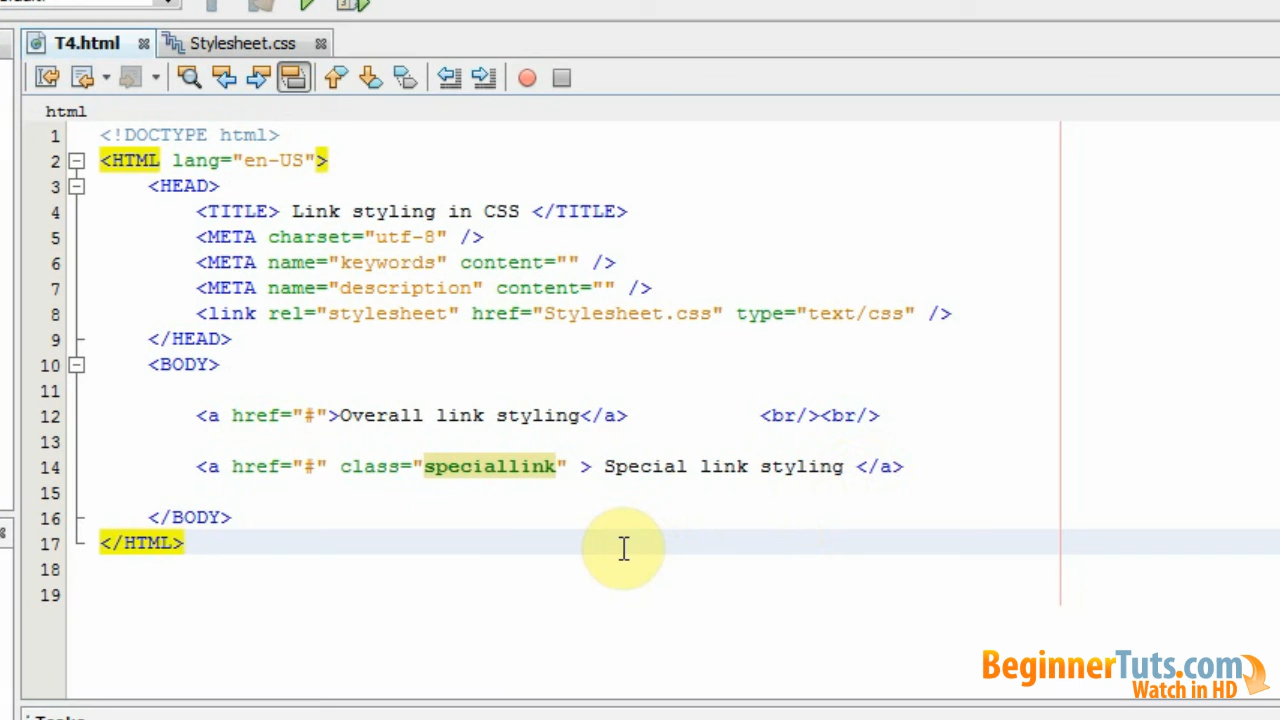 T4.html
Stylesheet.css
html
1 <!DOCTYPE html>
2 <HTML lang="en-US">
3 <HEAD>
4 <TITLE> Link styling in CSS </TITLE>
5 <META charset="utf-8" />
6 <META name="keywords" content="" />
7 <META name="description" content="" />
8 <link rel="stylesheet" href="Stylesheet.css" type="text/css" />
9 </HEAD>
10 <BODY>
11
12 <a href="#">Overall link styling</a> <br/><br/>
13
14 <a href="#" class="speciallink" > Special link styling </a>
15
16 </BODY>
17 </HTML>
18
19
BeginnerTuts.com
Watch in HD